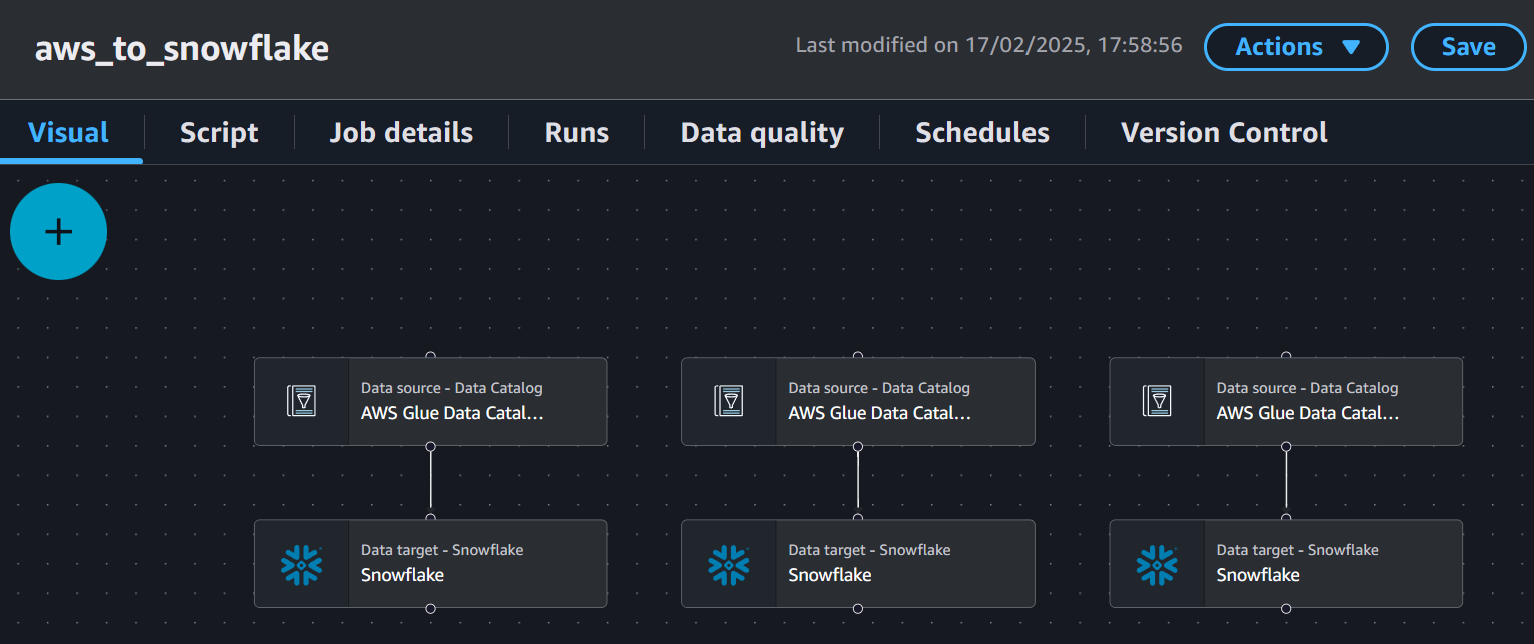 aws_to_snowflake
Last modified on 17/02/2025, 17:58:56
Actions
Save
Visual
Script
Job details
Runs
Data quality
Schedules
Version Control
Data source - Data Catalog
AWS Glue Data Catal...
Data source - Data Catalog
AWS Glue Data Catal...
Data source - Data Catalog
AWS Glue Data Catal...
Data target - Snowflake
Snowflake
Data target - Snowflake
Snowflake
Data target - Snowflake
Snowflake